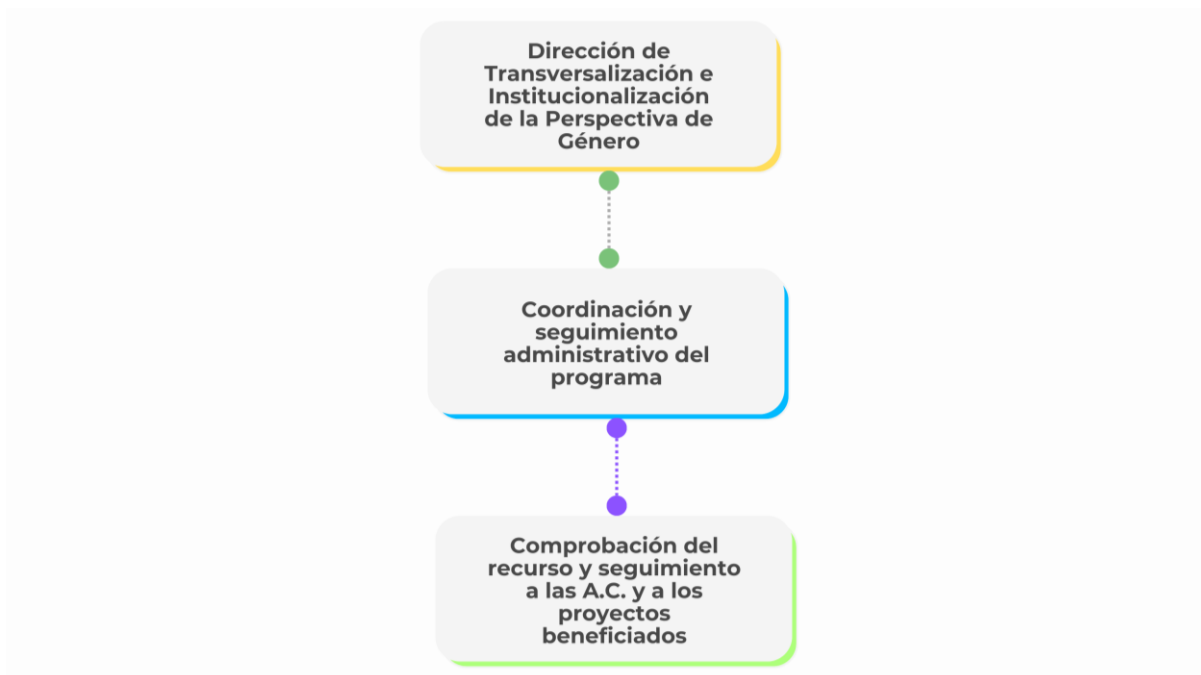 Dirección de
Transversalización e
Institucionalización
de la Perspectiva de
Género
Coordinación y
seguimiento
administrativo del
programa
Comprobación del
recurso y seguimiento
a las A.C. y a los
proyectos
beneficiados